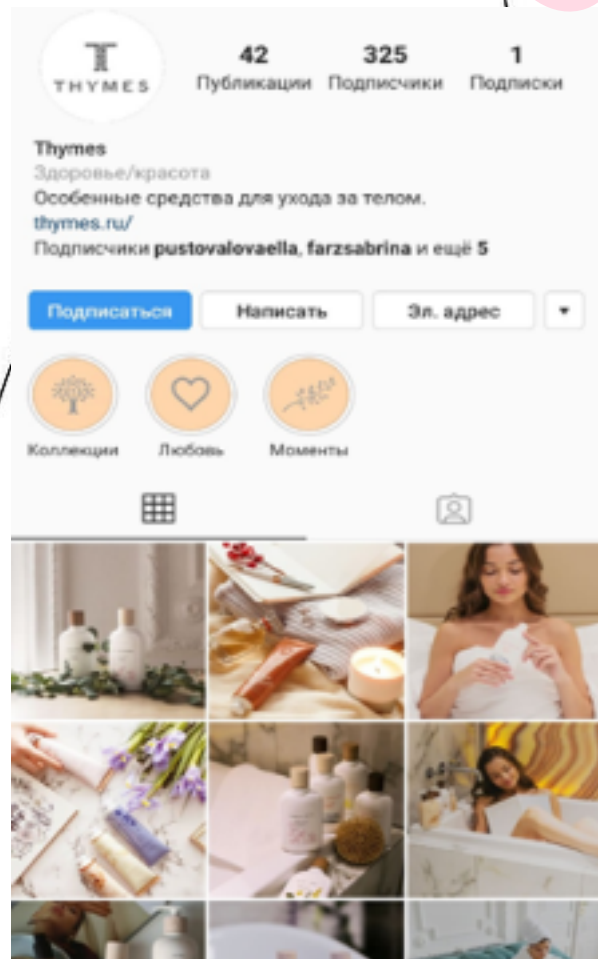 THYMES
42 325 1
Публикации Подписчики Подписки
Thymes
Здоровье/красота
Особенные средства для ухода за телом.
thymes.ru/
Подписчики pustovalovaella, farzsabrina и ещё 5
Подписаться Написать Эл. адрес
Коллекции Любовь Моменты